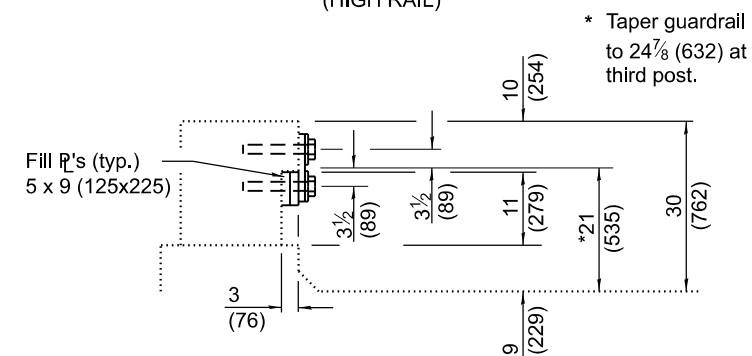 (HIGH RAIL)
* Taper guardrail
to 24⅞ (632) at
third post.
10
(254)
Fill ℄'s (typ.)
5 x 9 (125x225)
3½
(89)
3½
(89)
11
(279)
*21
(535)
30
(762)
3
(76)
9
(229)